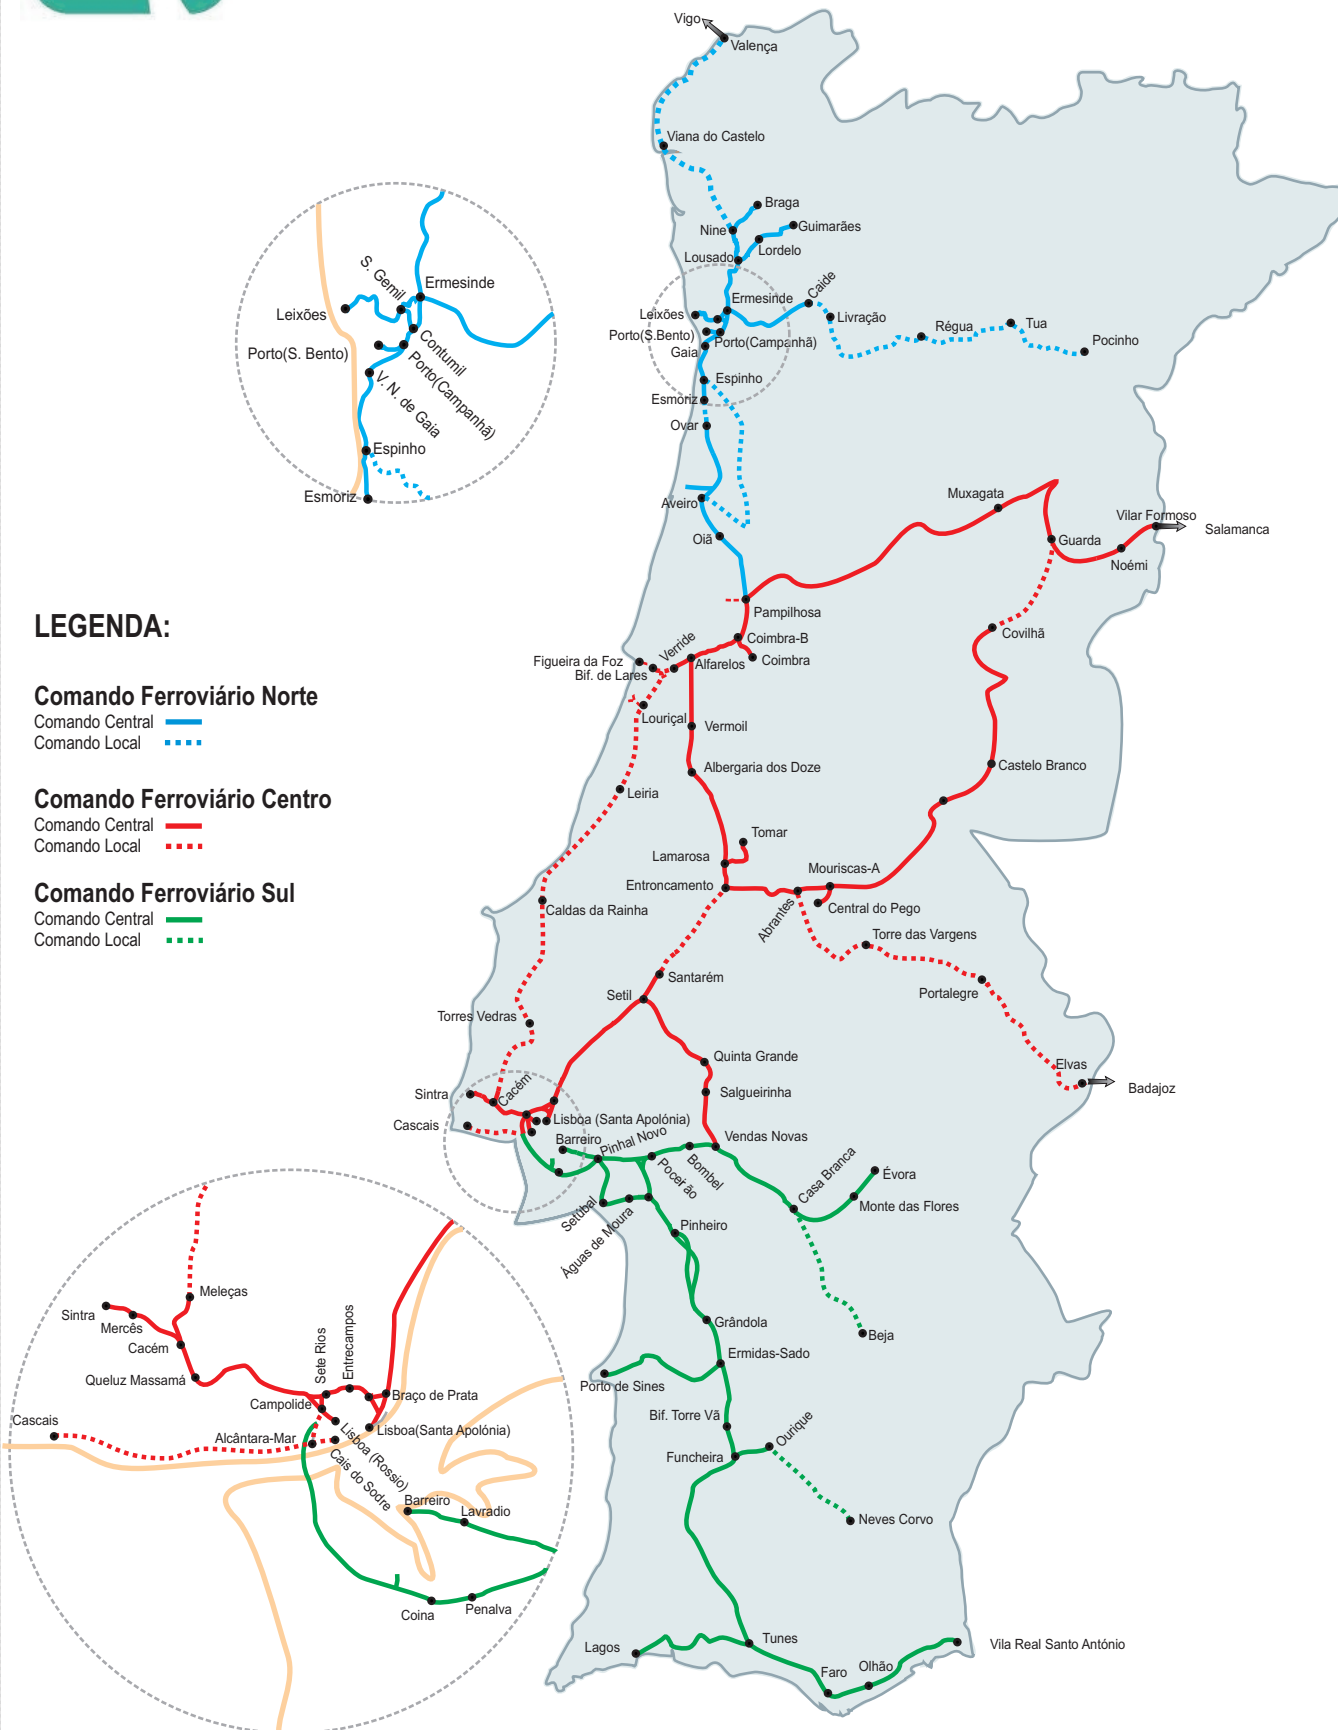 Vigo
Valença
Viana do Castelo
Braga
Nine
Guimarães
Lordelo
Lousado
Ermesinde
Caide
Leixões
Livração
Régua
Tua
Pocinho
Porto(S.Bento)
Porto(Campanhã)
Gaia
Espinho
Esmoriz
Ovar
Aveiro
Oiã
S. Gemil
Ermesinde
Leixões
Contumil
Porto(S. Bento)
Porto(Campanhã)
V. N. de Gaia
Espinho
Esmoriz
Muxagata
Vilar Formoso
Salamanca
Guarda
Noémi
Pampilhosa
Covilhã
Coimbra-B
Verride
Figueira da Foz
Alfarelos
Coimbra
Bif. de Lares
Louriçal
Vermoil
Albergaria dos Doze
Castelo Branco
Leiria
Tomar
Lamarosa
Mouriscas-A
Entroncamento
Abrantes
Central do Pego
Caldas da Rainha
Torre das Vargens
Santarém
Portalegre
Setil
Torres Vedras
Quinta Grande
Elvas
Badajoz
Sintra
Cacém
Salgueirinha
Cascais
Lisboa (Santa Apolónia)
Barreiro
Pinhal Novo
Vendas Novas
Poceirão
Bombel
Casa Branca
Évora
Monte das Flores
Setúbal
Águas de Moura
Pinheiro
Grândola
Beja
Ermidas-Sado
Porto de Sines
Bif. Torre Vã
Ourique
Funcheira
Neves Corvo
Lagos
Tunes
Faro
Olhão
Vila Real Santo António
LEGENDA:
Comando Ferroviário Norte
Comando Central
Comando Local
Comando Ferroviário Centro
Comando Central
Comando Local
Comando Ferroviário Sul
Comando Central
Comando Local
Meleças
Sintra
Mercês
Cacém
Queluz Massamá
Sete Rios
Entrecampos
Braço de Prata
Campolide
Cascais
Alcântara-Mar
Lisboa(Santa Apolónia)
Lisboa (Rossio)
Cais do Sodre
Barreiro
Lavradio
Coina
Penalva